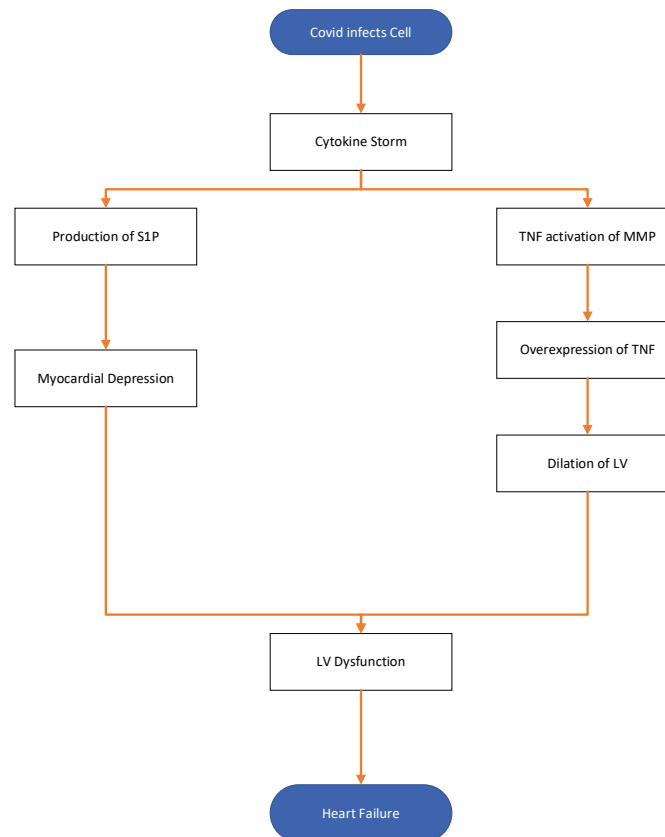 Covid infects Cell
Cytokine Storm
Production of S1P
TNF activation of MMP
Myocardial Depression
Overexpression of TNF
Dilation of LV
LV Dysfunction
Heart Failure